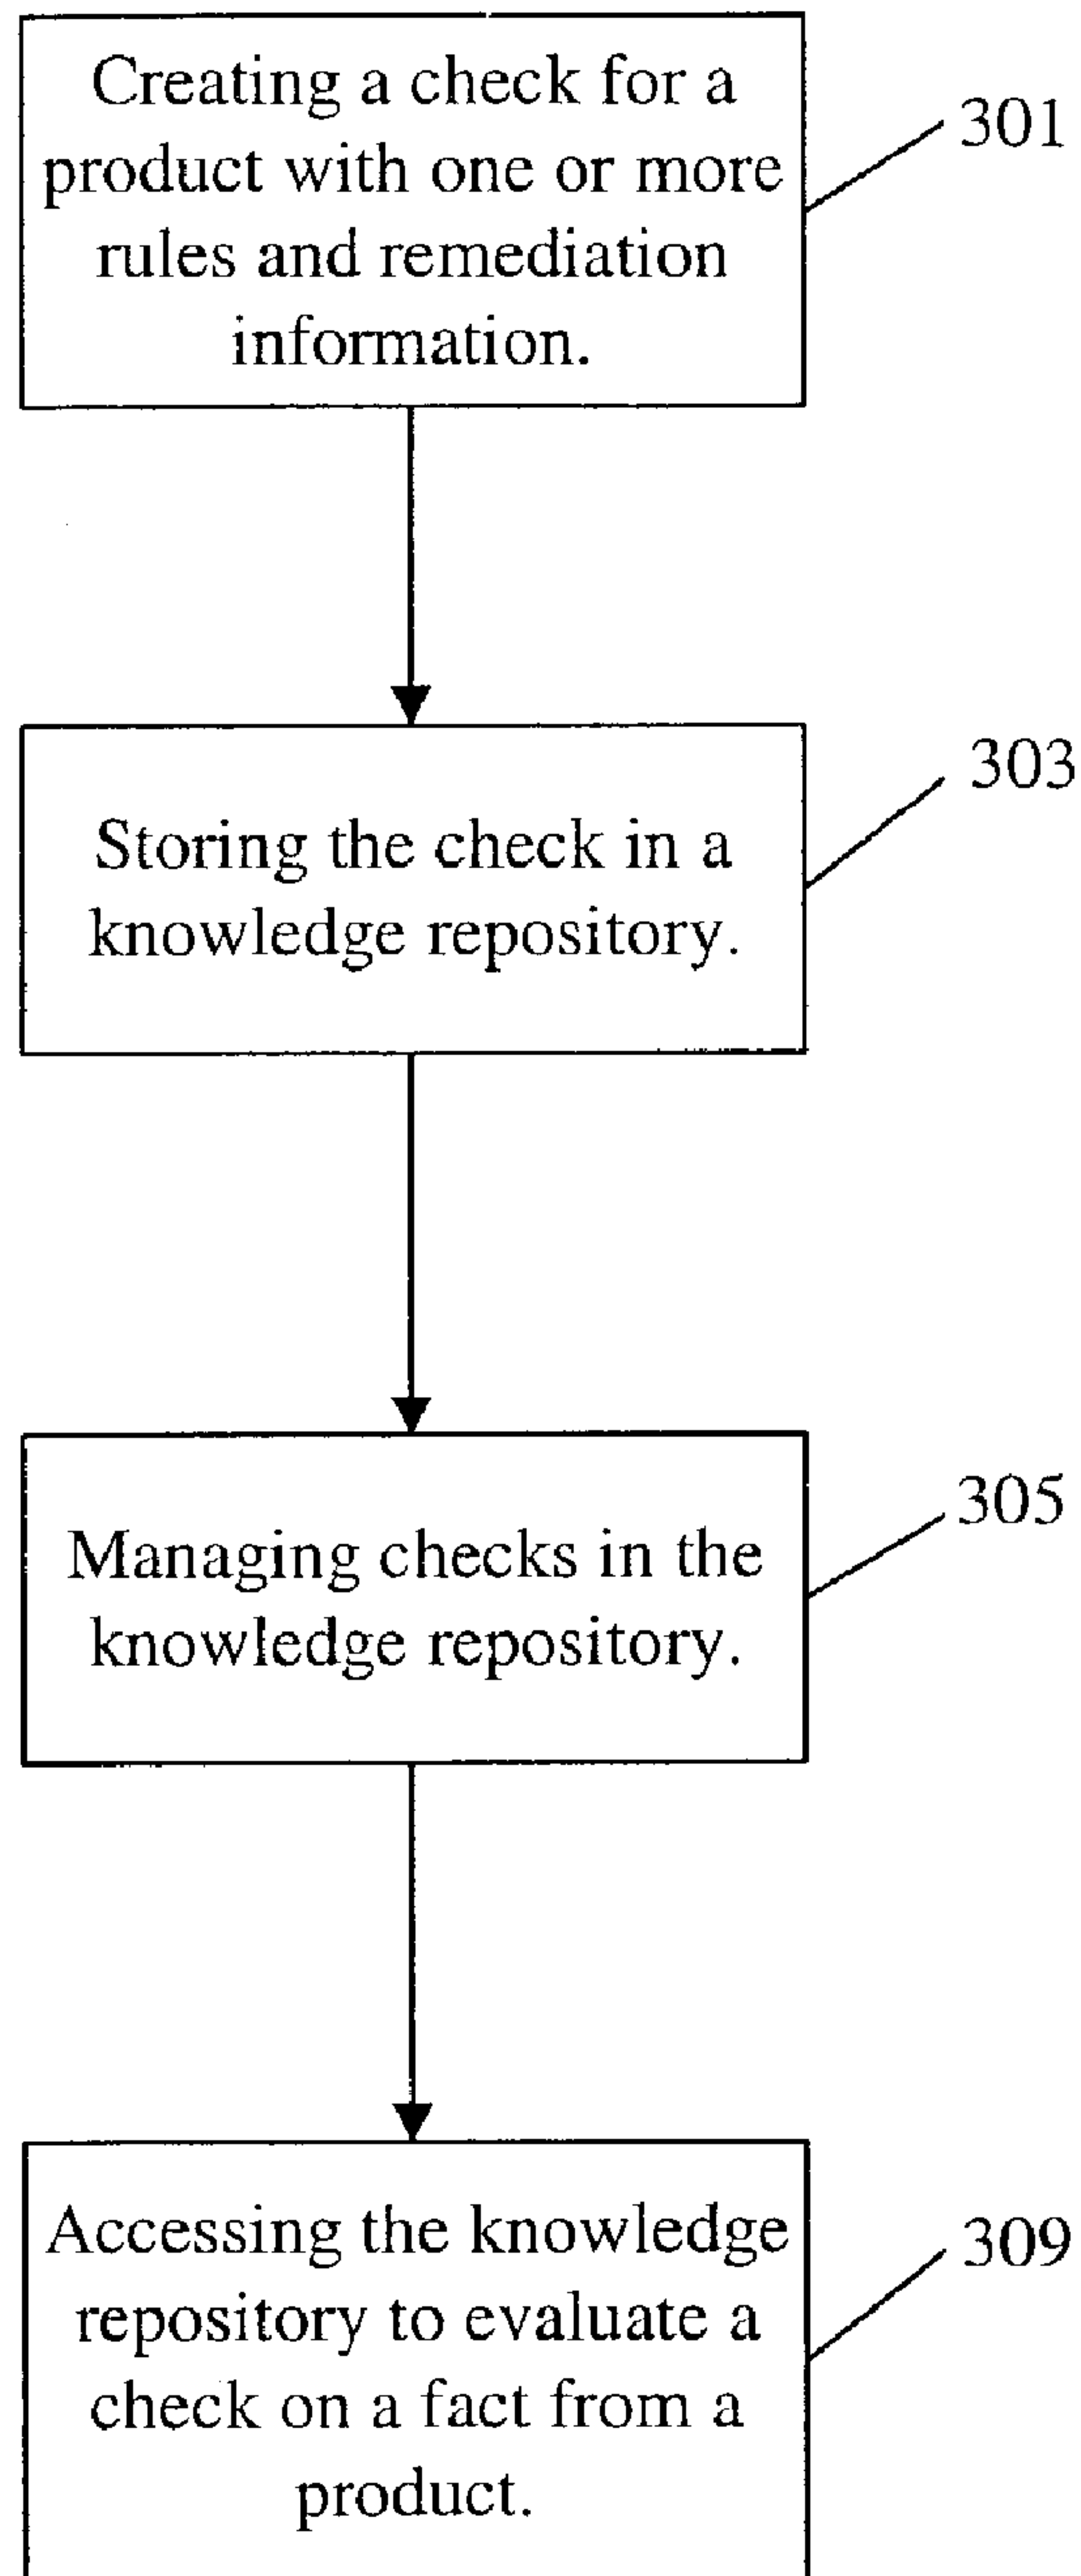 Creating a check for a
product with one or more
rules and remediation
information.
301
Storing the check in a
knowledge repository.
303
Managing checks in the
knowledge repository.
305
Accessing the knowledge
repository to evaluate a
check on a fact from a
product.
309